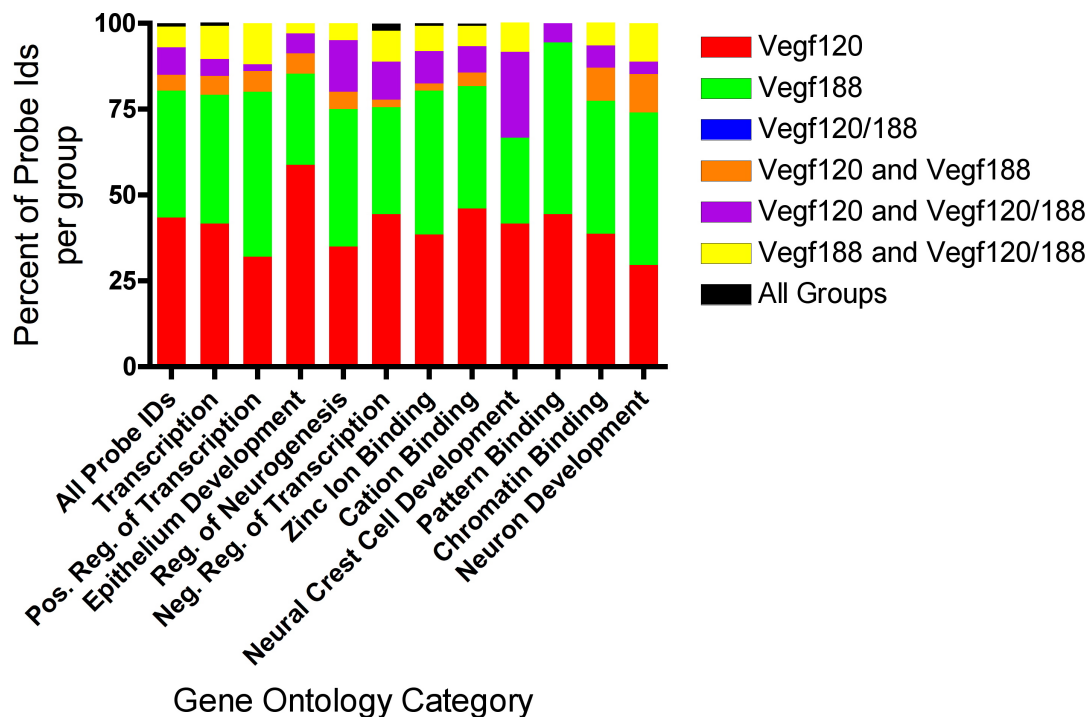 Percent of Probe Ids
per group
100
75
50
25
0
All Probe IDs
Transcription
Pos. Reg. of Transcription
Epithelium Development
Reg. of Neurogenesis
Neg. Reg. of Transcription
Zinc Ion Binding
Cation Binding
Neural Crest Cell Development
Pattern Binding
Chromatin Binding
Neuron Development
Gene Ontology Category
Vegf120
Vegf188
Vegf120/188
Vegf120 and Vegf188
Vegf120 and Vegf120/188
Vegf188 and Vegf120/188
All Groups